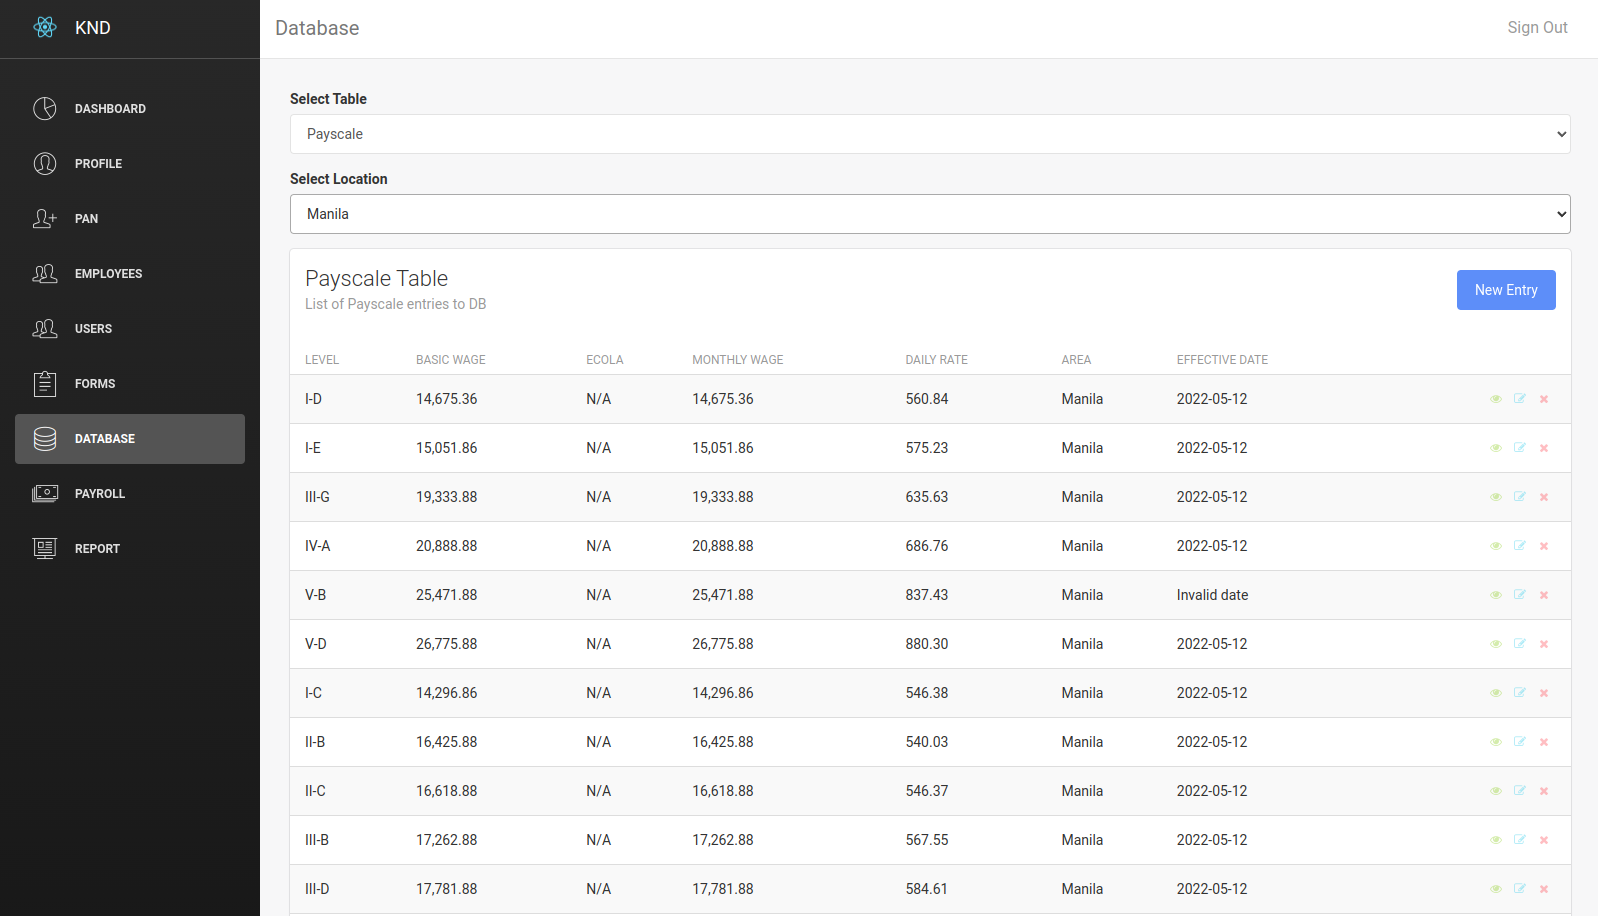 KND
Database
Sign Out
DASHBOARD
PROFILE
PAN
EMPLOYEES
USERS
FORMS
DATABASE
PAYROLL
REPORT
Select Table
Payscale
Select Location
Manila
Payscale Table
List of Payscale entries to DB
New Entry
LEVEL BASIC WAGE ECOLA MONTHLY WAGE DAILY RATE AREA EFFECTIVE DATE
I-D 14,675.36 N/A 14,675.36 560.84 Manila 2022-05-12
I-E 15,051.86 N/A 15,051.86 575.23 Manila 2022-05-12
III-G 19,333.88 N/A 19,333.88 635.63 Manila 2022-05-12
IV-A 20,888.88 N/A 20,888.88 686.76 Manila 2022-05-12
V-B 25,471.88 N/A 25,471.88 837.43 Manila Invalid date
V-D 26,775.88 N/A 26,775.88 880.30 Manila 2022-05-12
I-C 14,296.86 N/A 14,296.86 546.38 Manila 2022-05-12
II-B 16,425.88 N/A 16,425.88 540.03 Manila 2022-05-12
II-C 16,618.88 N/A 16,618.88 546.37 Manila 2022-05-12
III-B 17,262.88 N/A 17,262.88 567.55 Manila 2022-05-12
III-D 17,781.88 N/A 17,781.88 584.61 Manila 2022-05-12